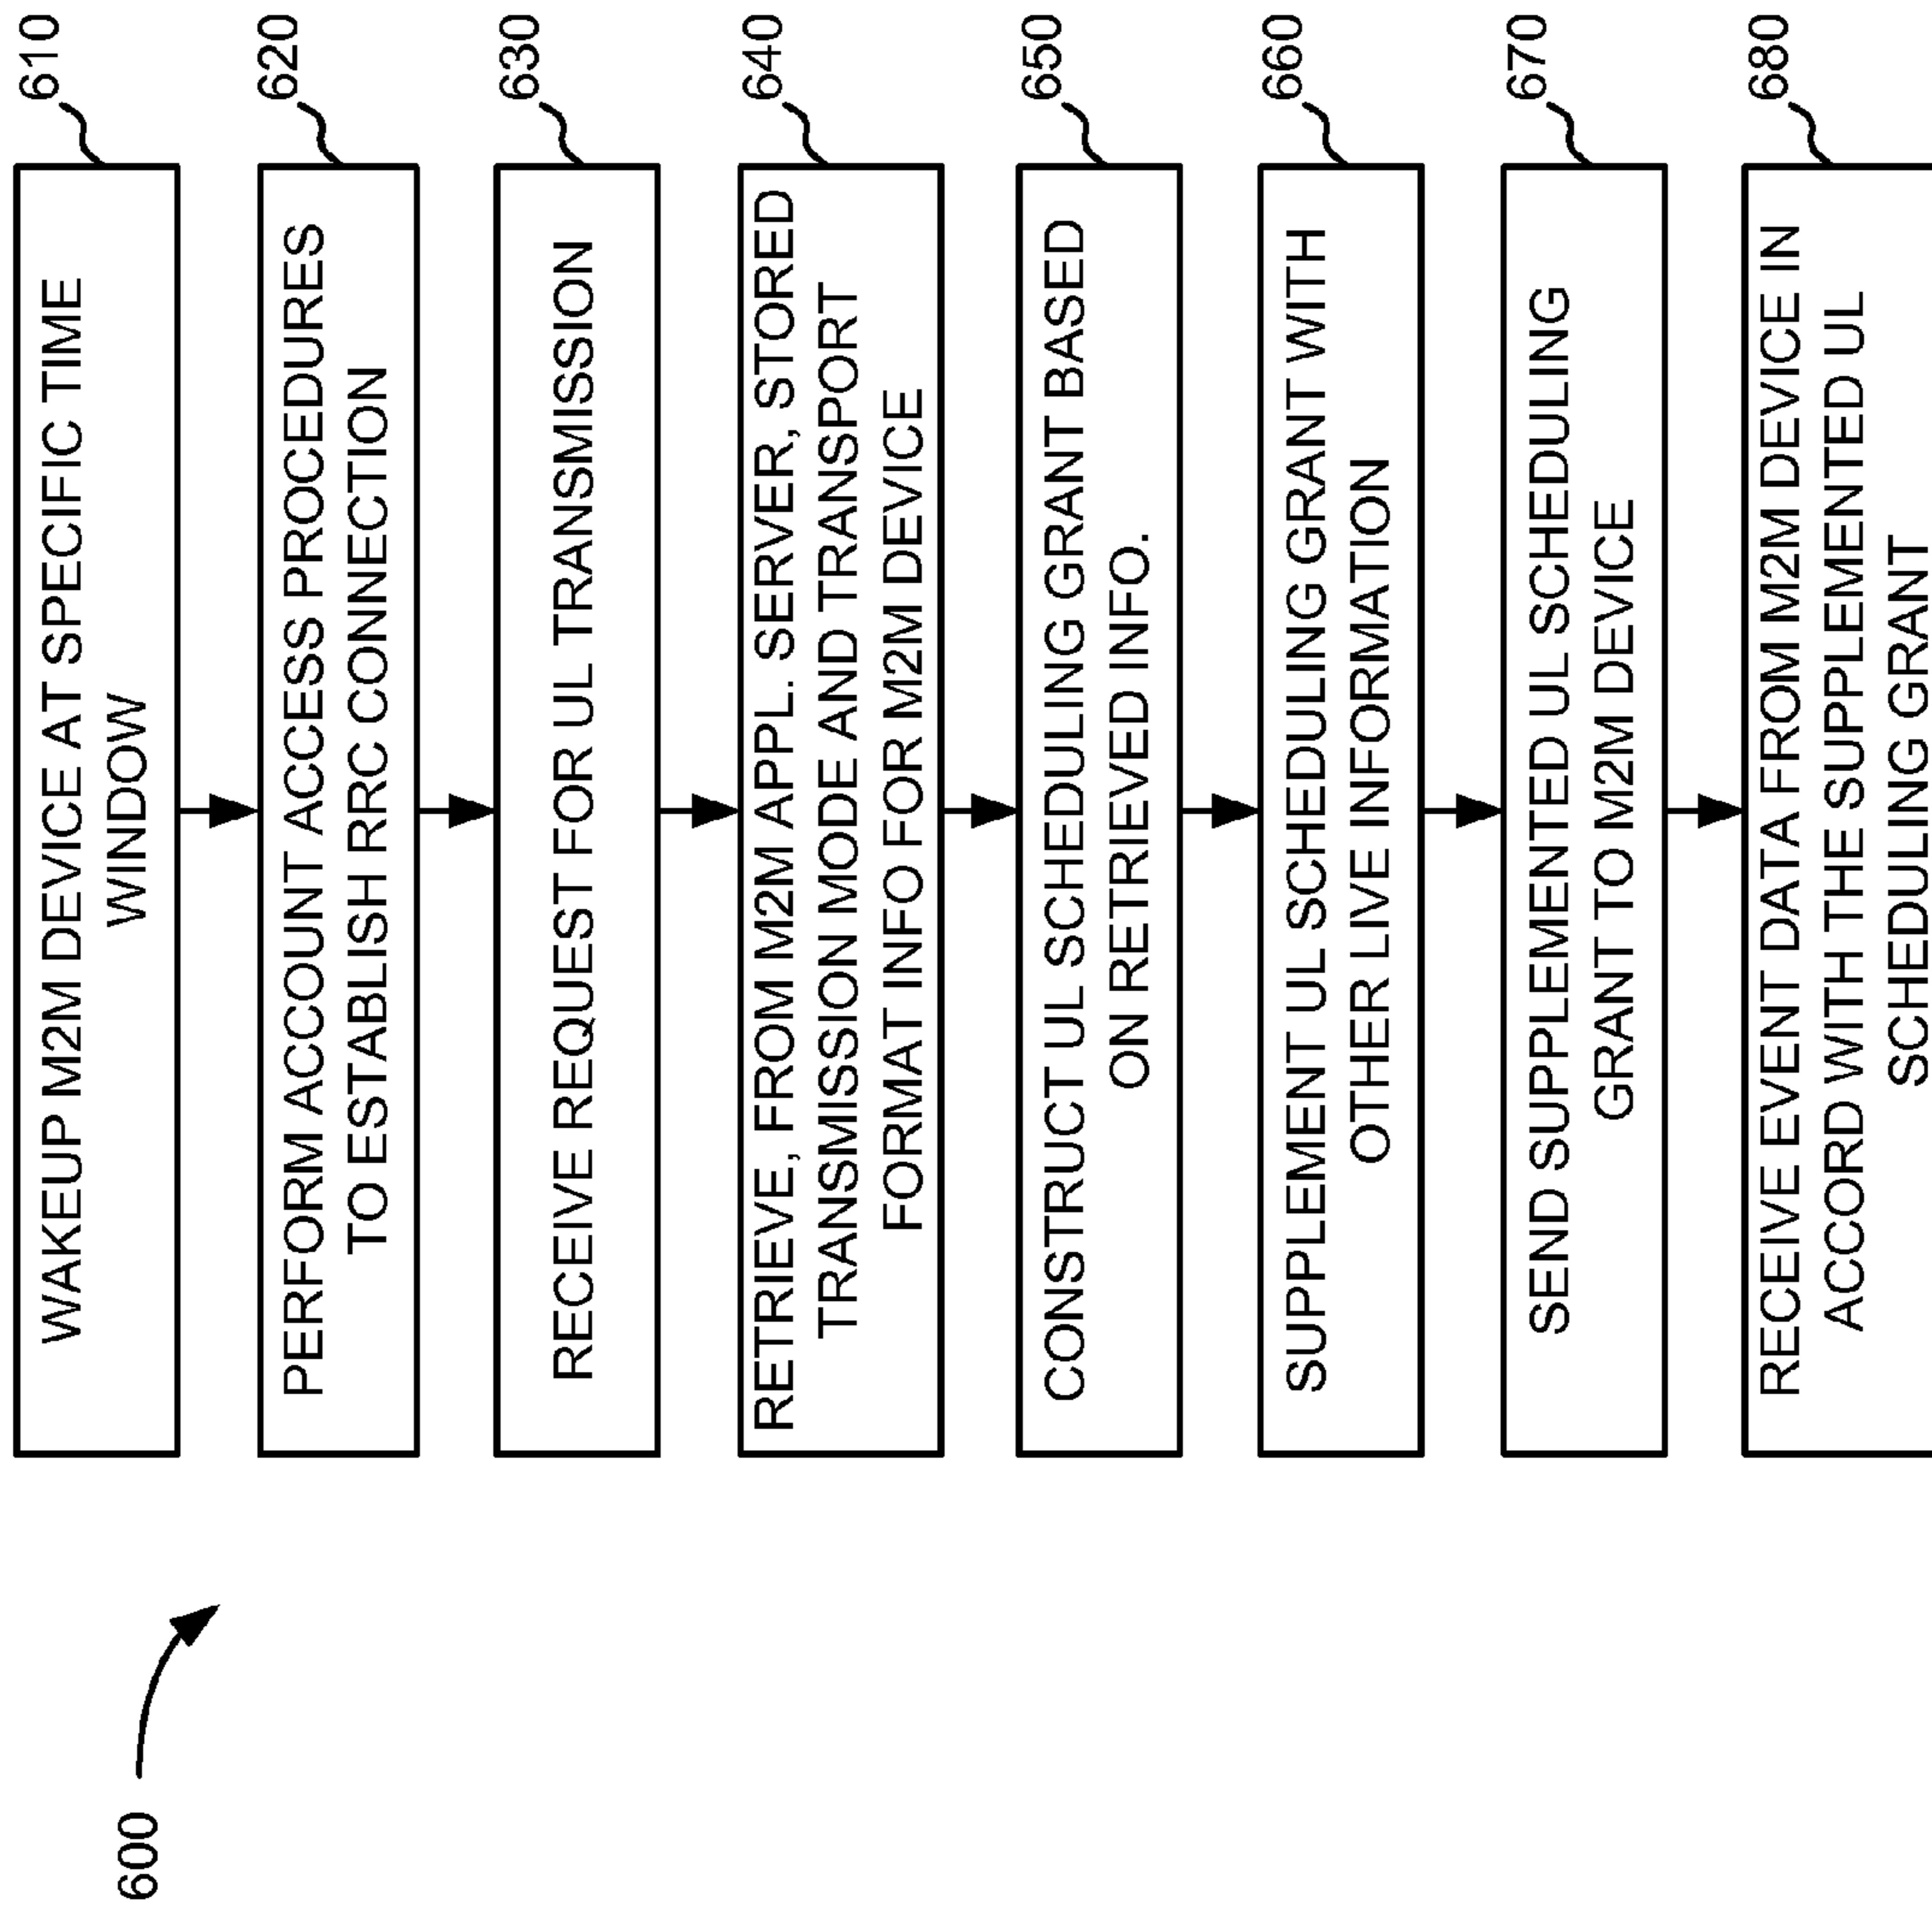 600
WAKEUP M2M DEVICE AT SPECIFIC TIME
WINDOW
610
PERFORM ACCOUNT ACCESS PROCEDURES
TO ESTABLISH RRC CONNECTION
620
RECEIVE REQUEST FOR UL TRANSMISSION
630
RETRIEVE, FROM M2M APPL. SERVER, STORED
TRANSMISSION MODE AND TRANSPORT
FORMAT INFO FOR M2M DEVICE
640
CONSTRUCT UL SCHEDULING GRANT BASED
ON RETRIEVED INFO.
650
SUPPLEMENT UL SCHEDULING GRANT WITH
OTHER LIVE INFORMATION
660
SEND SUPPLEMENTED UL SCHEDULING
GRANT TO M2M DEVICE
670
RECEIVE EVENT DATA FROM M2M DEVICE IN
ACCORD WITH THE SUPPLEMENTED UL
SCHEDULING GRANT
680